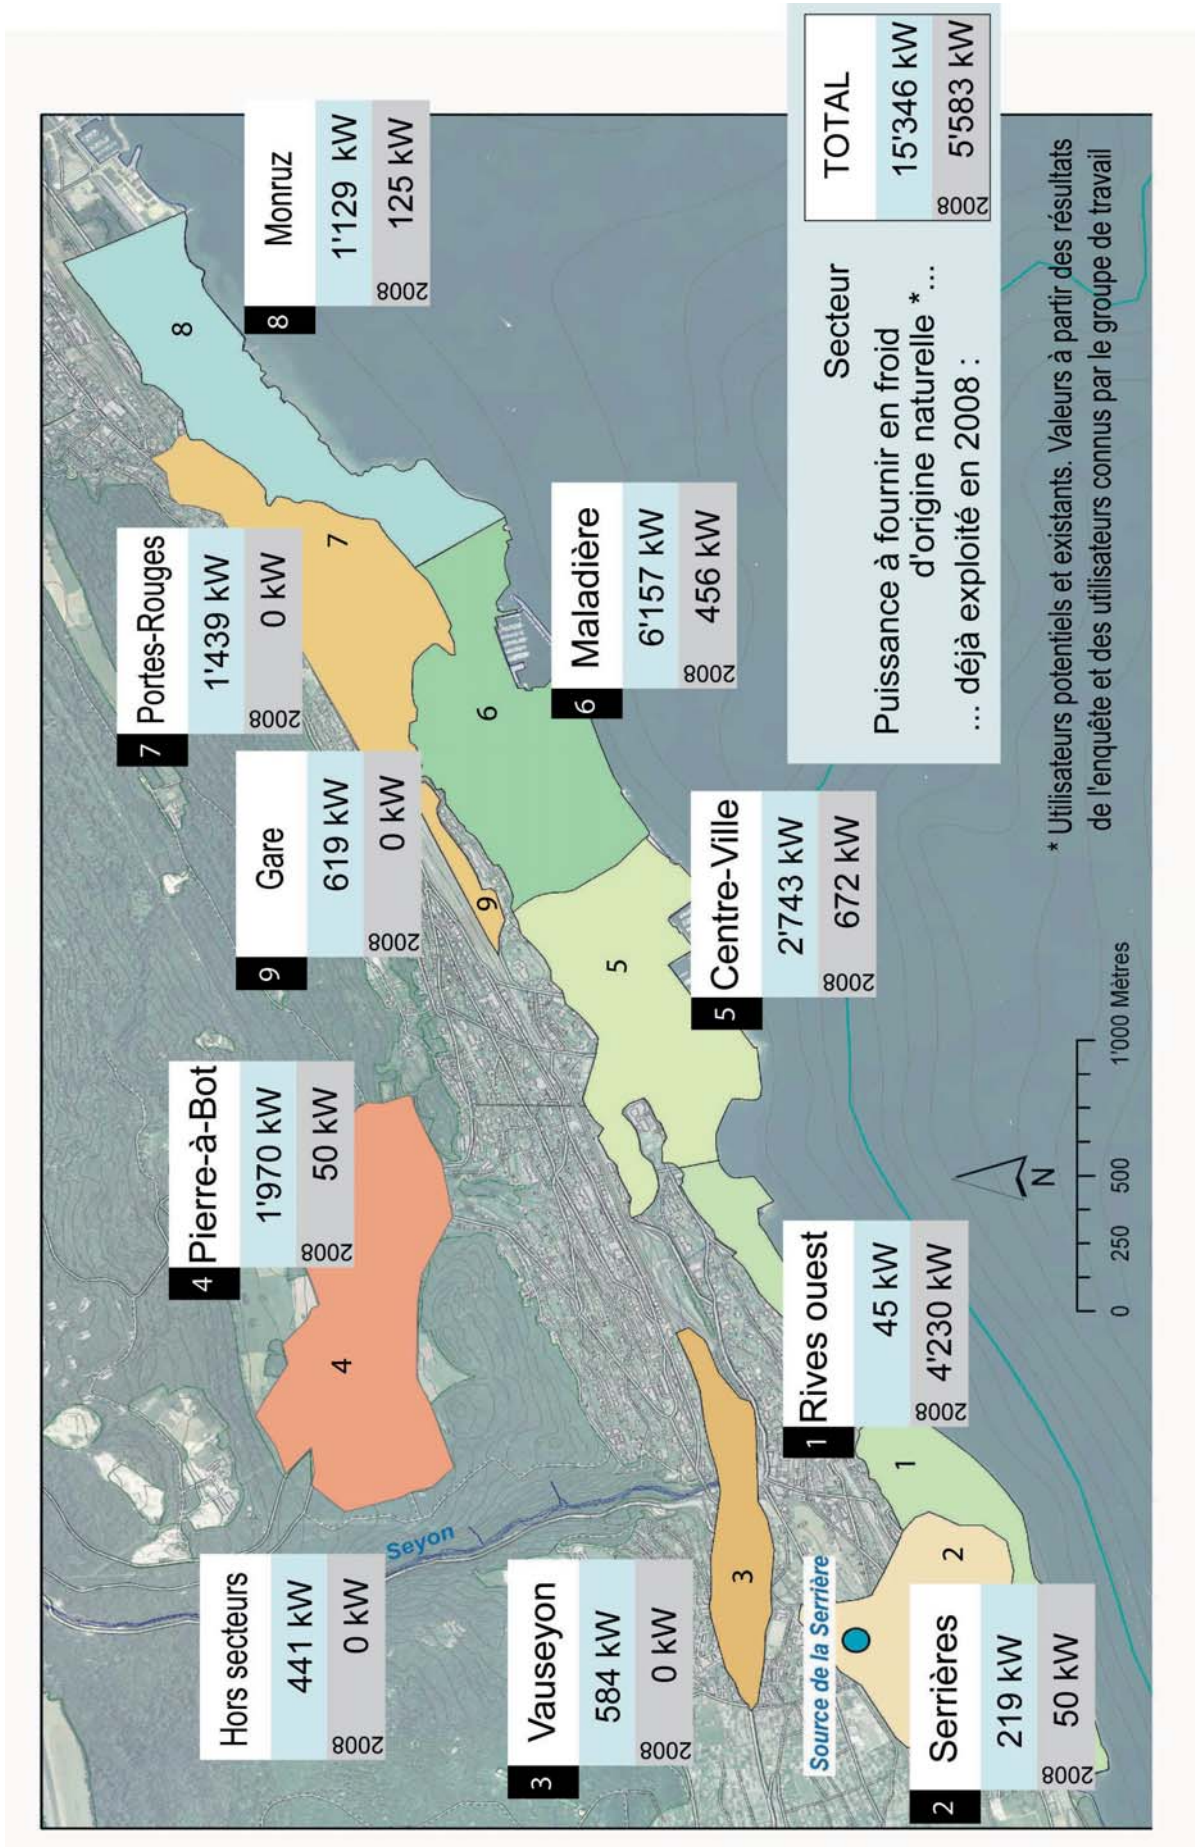 Hors secteurs
441 kW
2008 0 kW
4 Pierre-à-Bot
1'970 kW
2008 50 kW
9 Gare
619 kW
2008 0 kW
7 Portes-Rouges
1'439 kW
2008 0 kW
8 Monruz
1'129 kW
2008 125 kW
3 Vauseyon
584 kW
2008 0 kW
Seyon
4
7
8
9
6
5
3
2
1
Source de la Serrière
6 Maladière
6'157 kW
2008 456 kW
5 Centre-Ville
2'743 kW
2008 672 kW
1 Rives ouest
45 kW
2008 4'230 kW
2 Serrières
219 kW
2008 50 kW
Secteur
TOTAL
Puissance à fournir en froid
d'origine naturelle *...
15'346 kW
... déjà exploité en 2008 :
2008 5'583 kW
N
0 250 500 1'000 Mètres
* Utilisateurs potentiels et existants. Valeurs à partir des résultats
de l'enquête et des utilisateurs connus par le groupe de travail